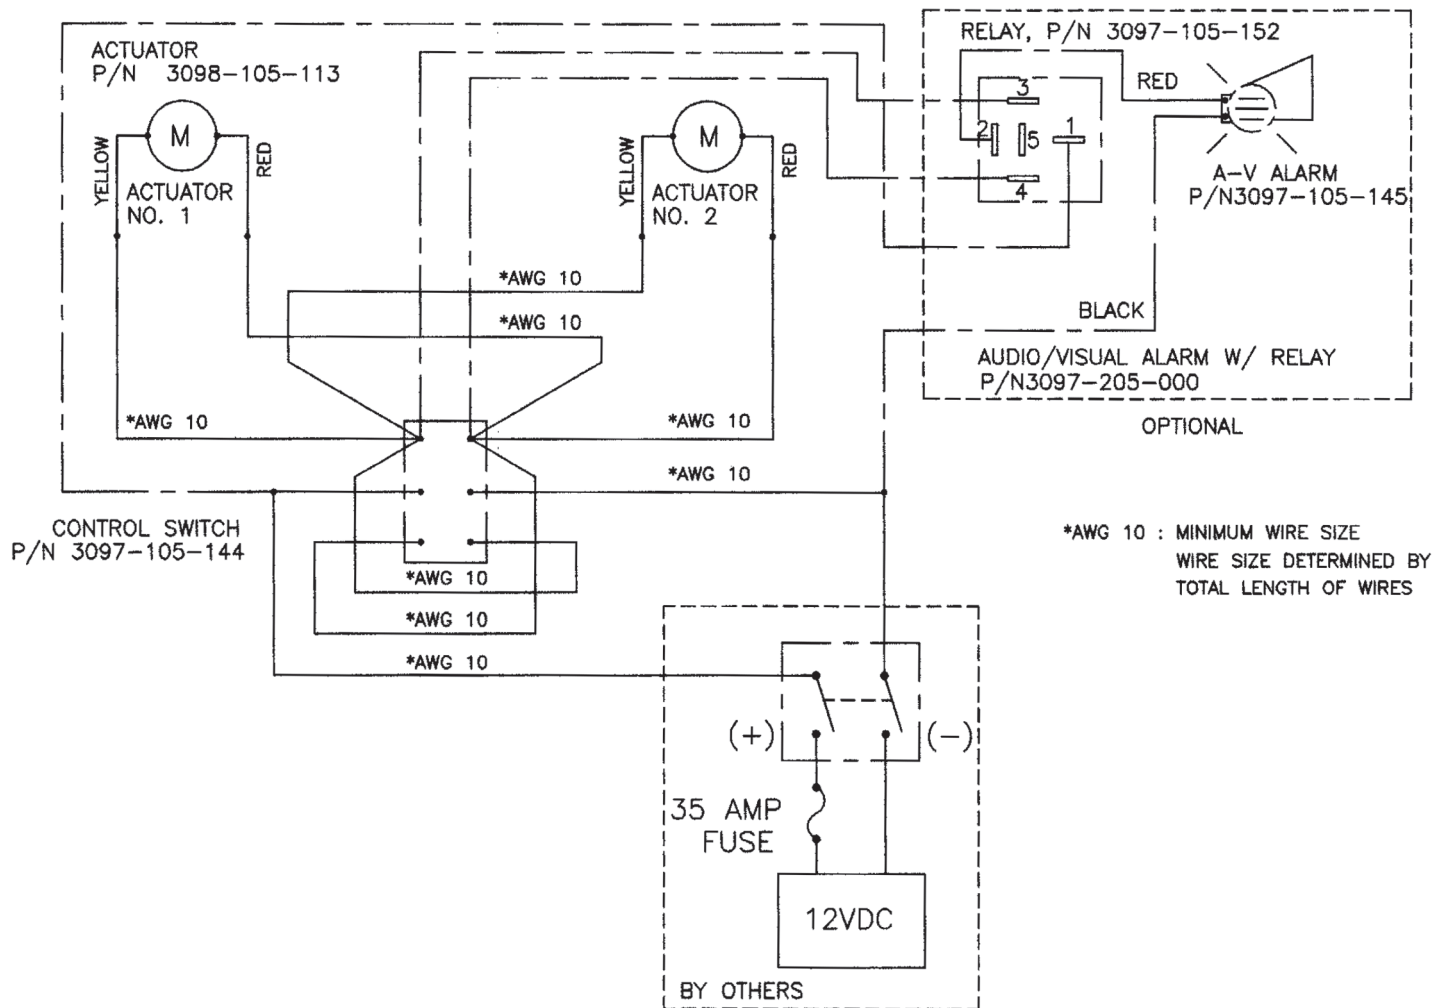 ACTUATOR
P/N 3098-105-113
M
YELLOW
RED
ACTUATOR
NO. 1
M
YELLOW
RED
ACTUATOR
NO. 2
RELAY, P/N 3097-105-152
3
2
5
1
4
RED
A-V ALARM
P/N3097-105-145
BLACK
AUDIO/VISUAL ALARM W/ RELAY
P/N3097-205-000
OPTIONAL
*AWG 10
*AWG 10
*AWG 10
*AWG 10
*AWG 10
CONTROL SWITCH
P/N 3097-105-144
*AWG 10
*AWG 10
*AWG 10
*AWG 10 : MINIMUM WIRE SIZE
WIRE SIZE DETERMINED BY
TOTAL LENGTH OF WIRES
(+)
(-)
35 AMP
FUSE
12VDC
BY OTHERS